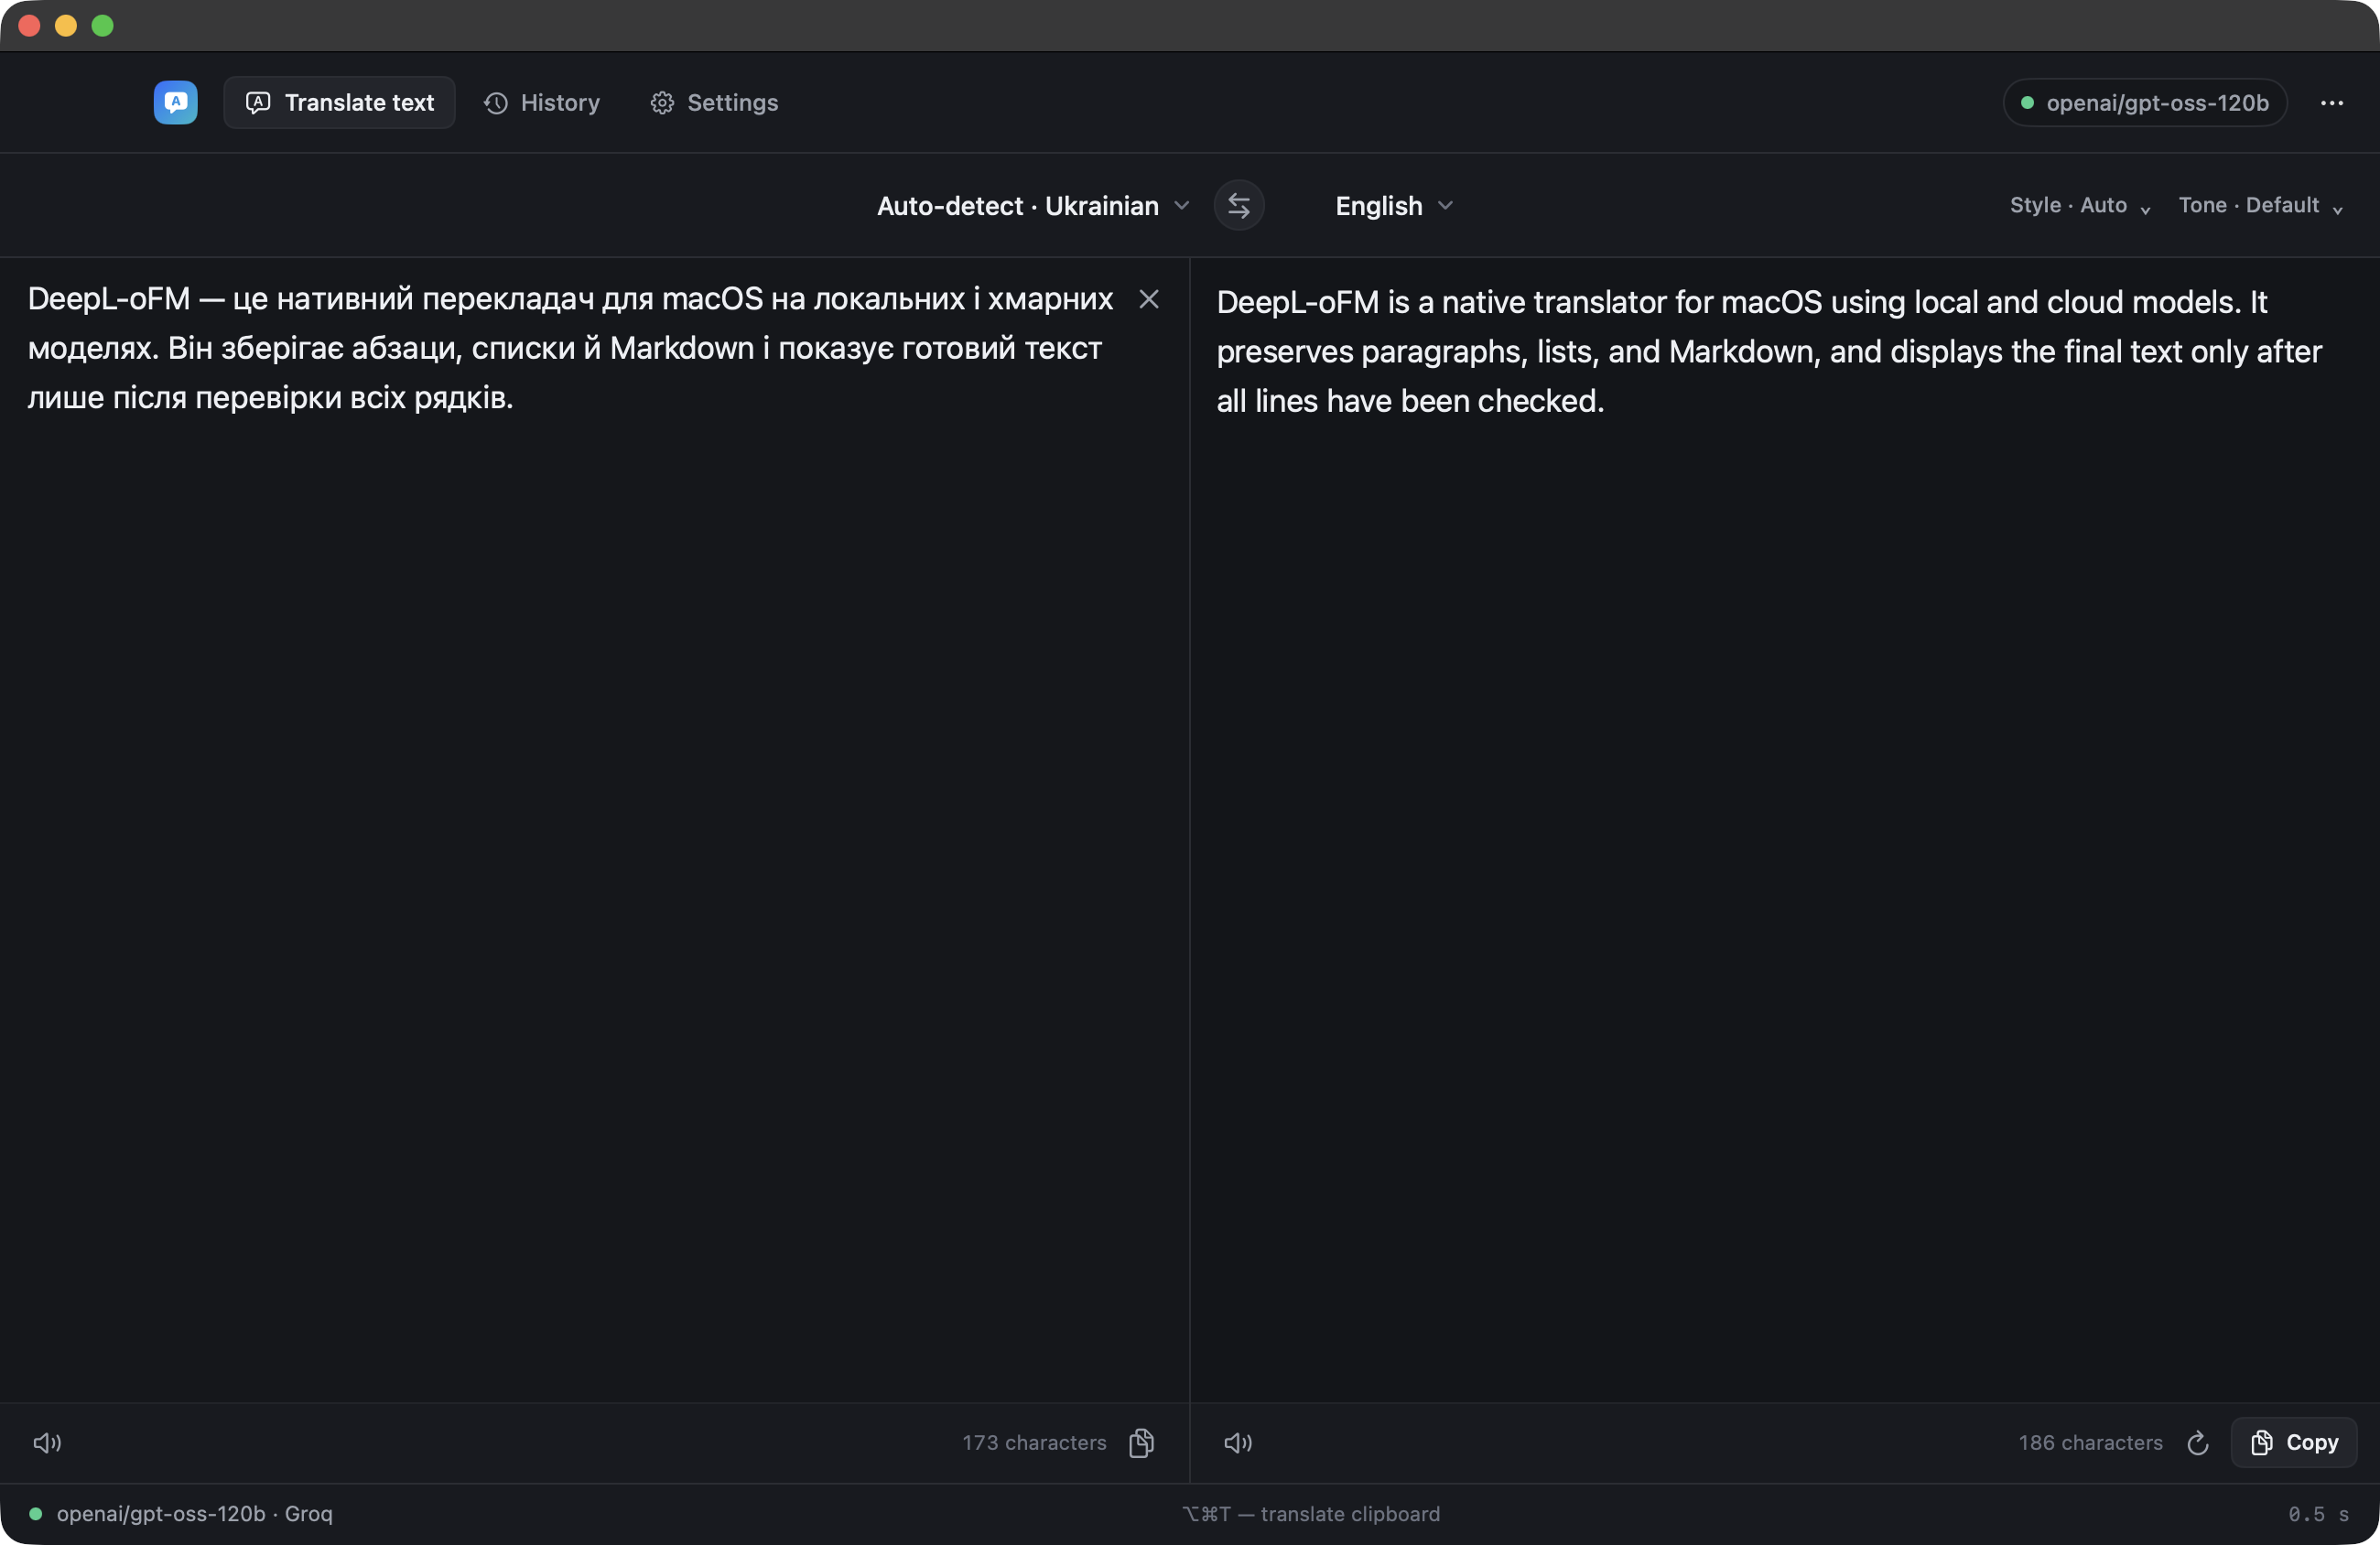 Translate text
History
Settings
openai/gpt-oss-120b
Auto-detect · Ukrainian
English
Style · Auto
Tone · Default
DeepL-oFM — це нативний перекладач для macOS на локальних і хмарних
моделях. Він зберігає абзаци, списки й Markdown і показує готовий текст
лише після перевірки всіх рядків.
DeepL-oFM is a native translator for macOS using local and cloud models. It
preserves paragraphs, lists, and Markdown, and displays the final text only after
all lines have been checked.
173 characters
186 characters
Copy
openai/gpt-oss-120b · Groq
⌥⌘T — translate clipboard
0.5 s